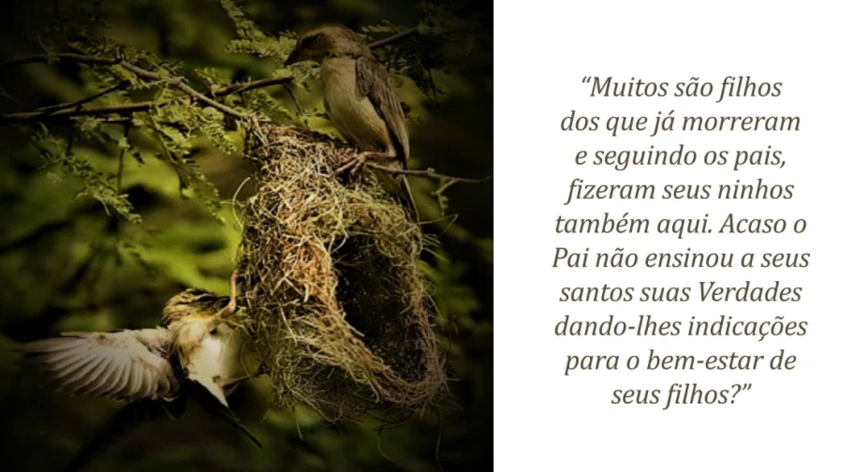 “Muitos são filhos
dos que já morreram
e seguindo os pais,
fizeram seus ninhos
também aqui. Acaso o
Pai não ensinou a seus
santos suas Verdades
dando-lhes indicações
para o bem-estar de
seus filhos?”